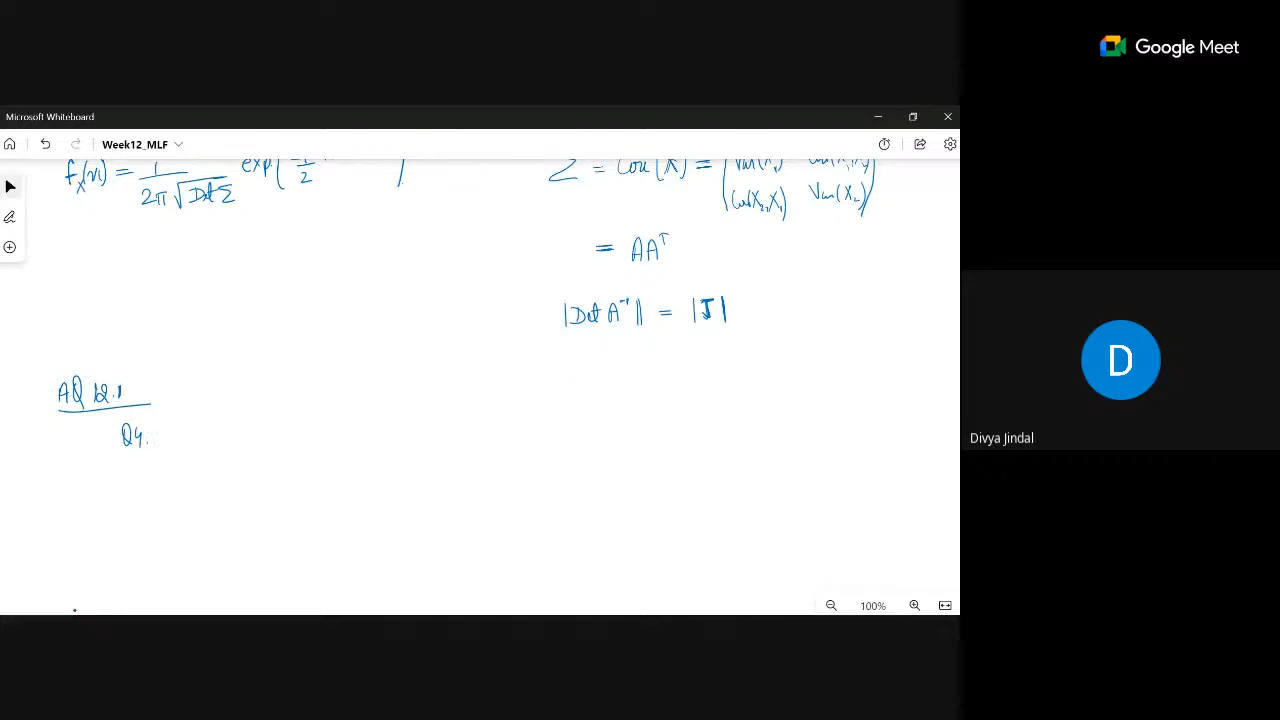 Google Meet
Microsoft Whiteboard
Week12_MLF
f_X(x) = 1 / 2π√Det Σ exp(-1/2 )
Σ = Cov(X) = (Var(X₁) Cov(X₁,X₂)
Cov(X₂,X₁) Var(X₂))
= AAᵀ
|Det A⁻¹| = |J|
AQ 12.1
Q4.
D
Divya Jindal
100%